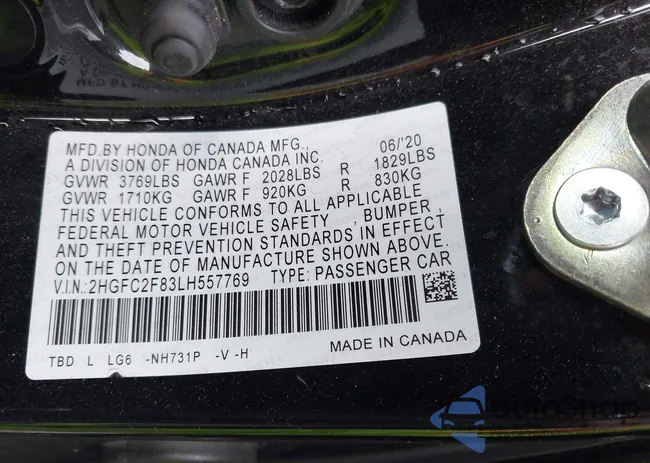 MFD.BY HONDA OF CANADA MFG., 06/'20
A DIVISION OF HONDA CANADA INC.
GVWR 3769LBS GAWR F 2028LBS R 1829LBS
GVWR 1710KG GAWR F 920KG R 830KG
THIS VEHICLE CONFORMS TO ALL APPLICABLE
FEDERAL MOTOR VEHICLE SAFETY, BUMPER,
AND THEFT PREVENTION STANDARDS IN EFFECT
ON THE DATE OF MANUFACTURE SHOWN ABOVE.
V.I.N.:2HGFC2F83LH557769 TYPE: PASSENGER CAR
TBD L LG6 -NH731P -V -H MADE IN CANADA
AutoSnap